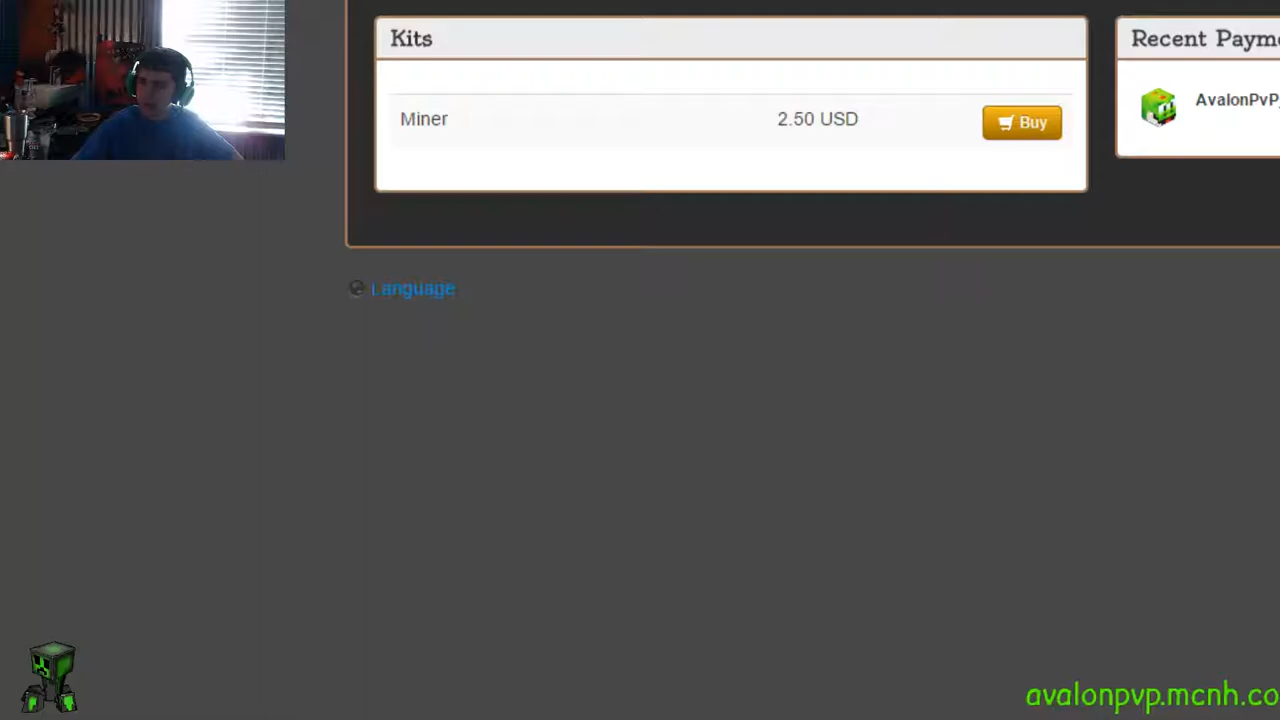 Kits
Recent Payme
Miner 2.50 USD Buy
AvalonPvP
Language
avalonpvp.mcnh.co